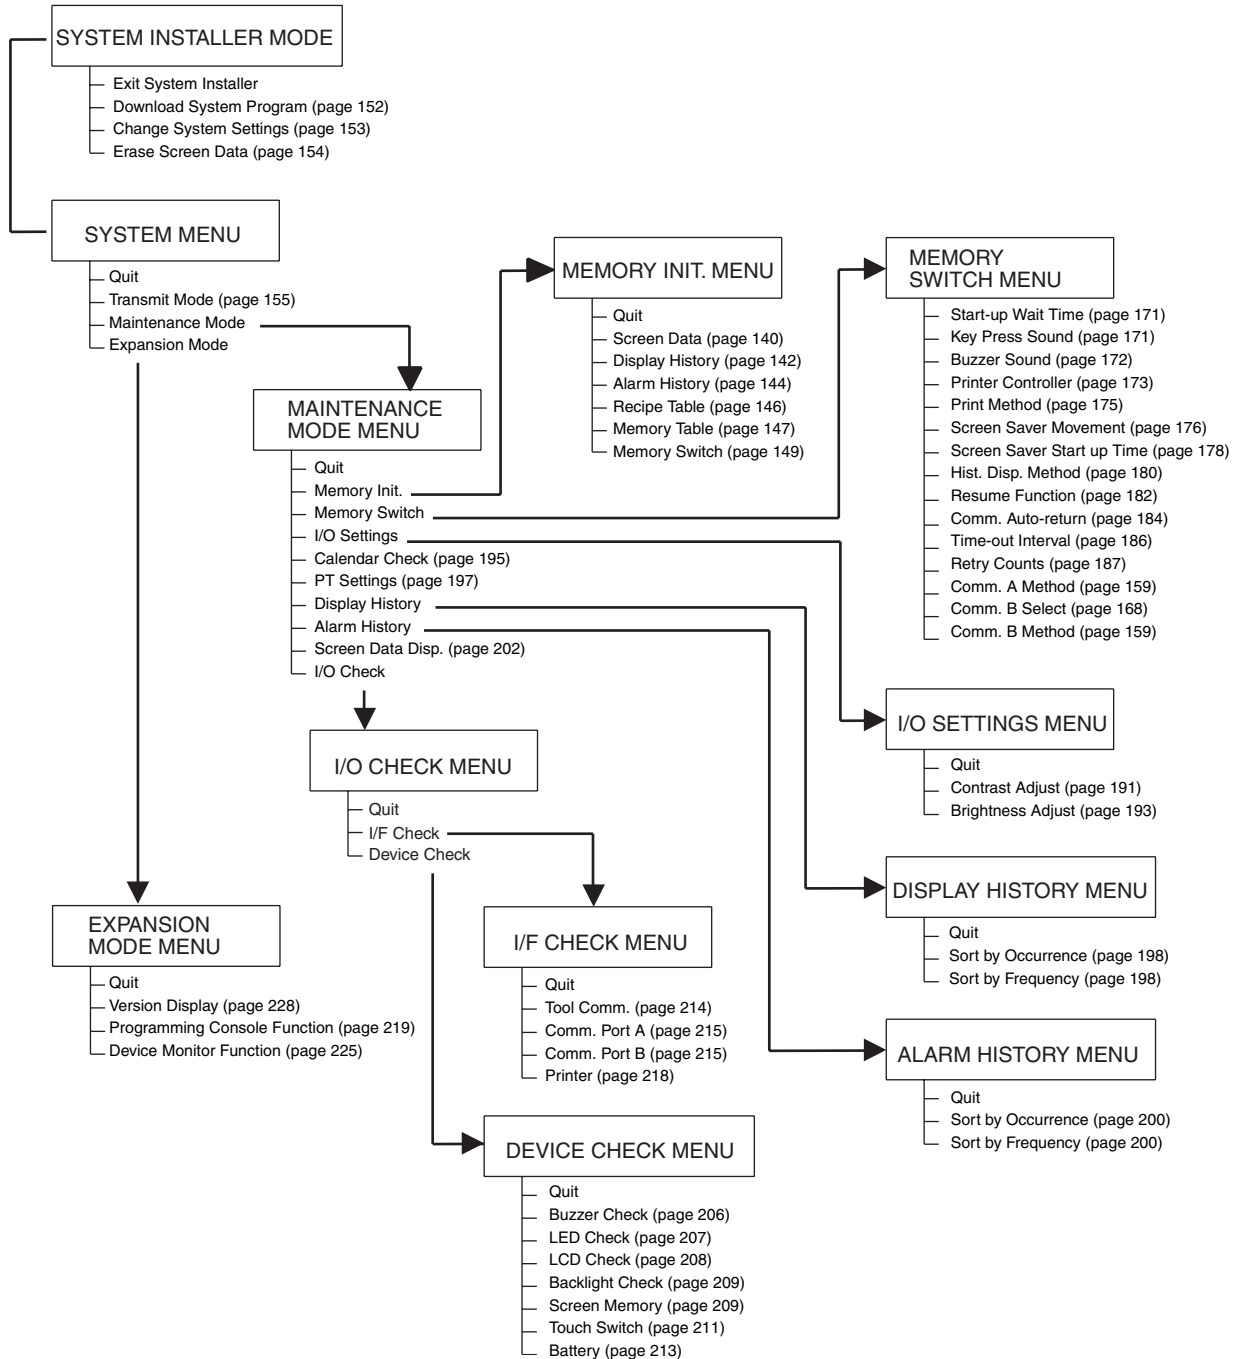 SYSTEM INSTALLER MODE
Exit System Installer
Download System Program (page 152)
Change System Settings (page 153)
Erase Screen Data (page 154)
SYSTEM MENU
Quit
Transmit Mode (page 155)
Maintenance Mode
Expansion Mode
MEMORY INIT. MENU
Quit
Screen Data (page 140)
Display History (page 142)
Alarm History (page 144)
Recipe Table (page 146)
Memory Table (page 147)
Memory Switch (page 149)
MEMORY
SWITCH MENU
Start-up Wait Time (page 171)
Key Press Sound (page 171)
Buzzer Sound (page 172)
Printer Controller (page 173)
Print Method (page 175)
Screen Saver Movement (page 176)
Screen Saver Start up Time (page 178)
Hist. Disp. Method (page 180)
Resume Function (page 182)
Comm. Auto-return (page 184)
Time-out Interval (page 186)
Retry Counts (page 187)
Comm. A Method (page 159)
Comm. B Select (page 168)
Comm. B Method (page 159)
MAINTENANCE
MODE MENU
Quit
Memory Init.
Memory Switch
I/O Settings
Calendar Check (page 195)
PT Settings (page 197)
Display History
Alarm History
Screen Data Disp. (page 202)
I/O Check
I/O SETTINGS MENU
Quit
Contrast Adjust (page 191)
Brightness Adjust (page 193)
I/O CHECK MENU
Quit
I/F Check
Device Check
DISPLAY HISTORY MENU
Quit
Sort by Occurrence (page 198)
Sort by Frequency (page 198)
EXPANSION
MODE MENU
Quit
Version Display (page 228)
Programming Console Function (page 219)
Device Monitor Function (page 225)
I/F CHECK MENU
Quit
Tool Comm. (page 214)
Comm. Port A (page 215)
Comm. Port B (page 215)
Printer (page 218)
ALARM HISTORY MENU
Quit
Sort by Occurrence (page 200)
Sort by Frequency (page 200)
DEVICE CHECK MENU
Quit
Buzzer Check (page 206)
LED Check (page 207)
LCD Check (page 208)
Backlight Check (page 209)
Screen Memory (page 209)
Touch Switch (page 211)
Battery (page 213)